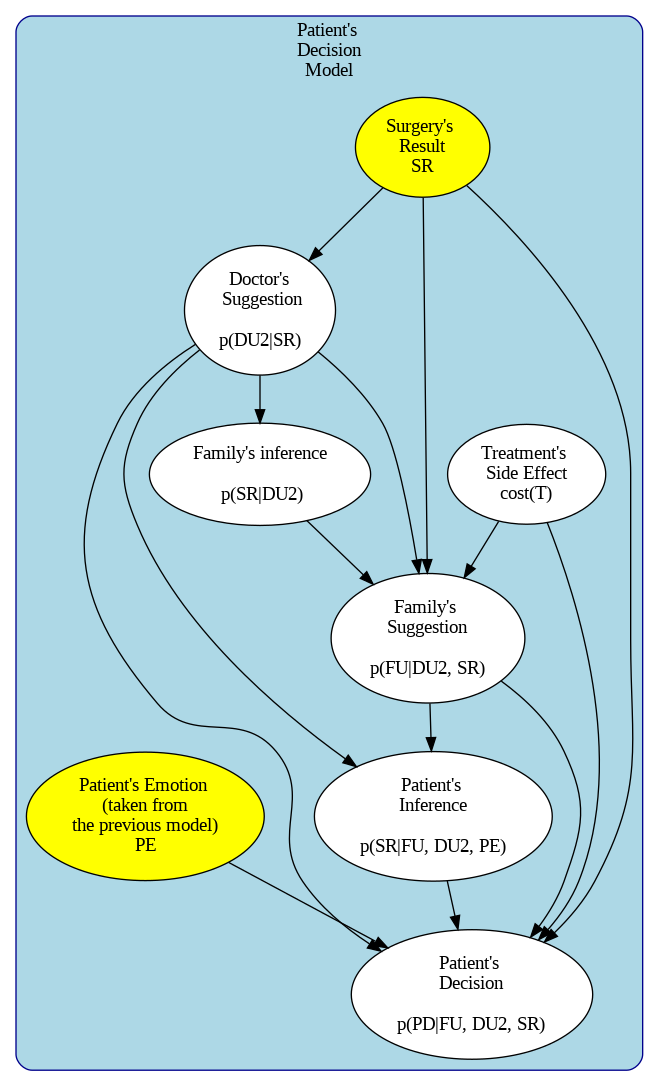 Patient's
Decision
Model
Surgery's
Result
SR
Doctor's
Suggestion
p(DU2|SR)
Family's inference
p(SR|DU2)
Treatment's
Side Effect
cost(T)
Family's
Suggestion
p(FU|DU2, SR)
Patient's Emotion
(taken from
the previous model)
PE
Patient's
Inference
p(SR|FU, DU2, PE)
Patient's
Decision
p(PD|FU, DU2, SR)